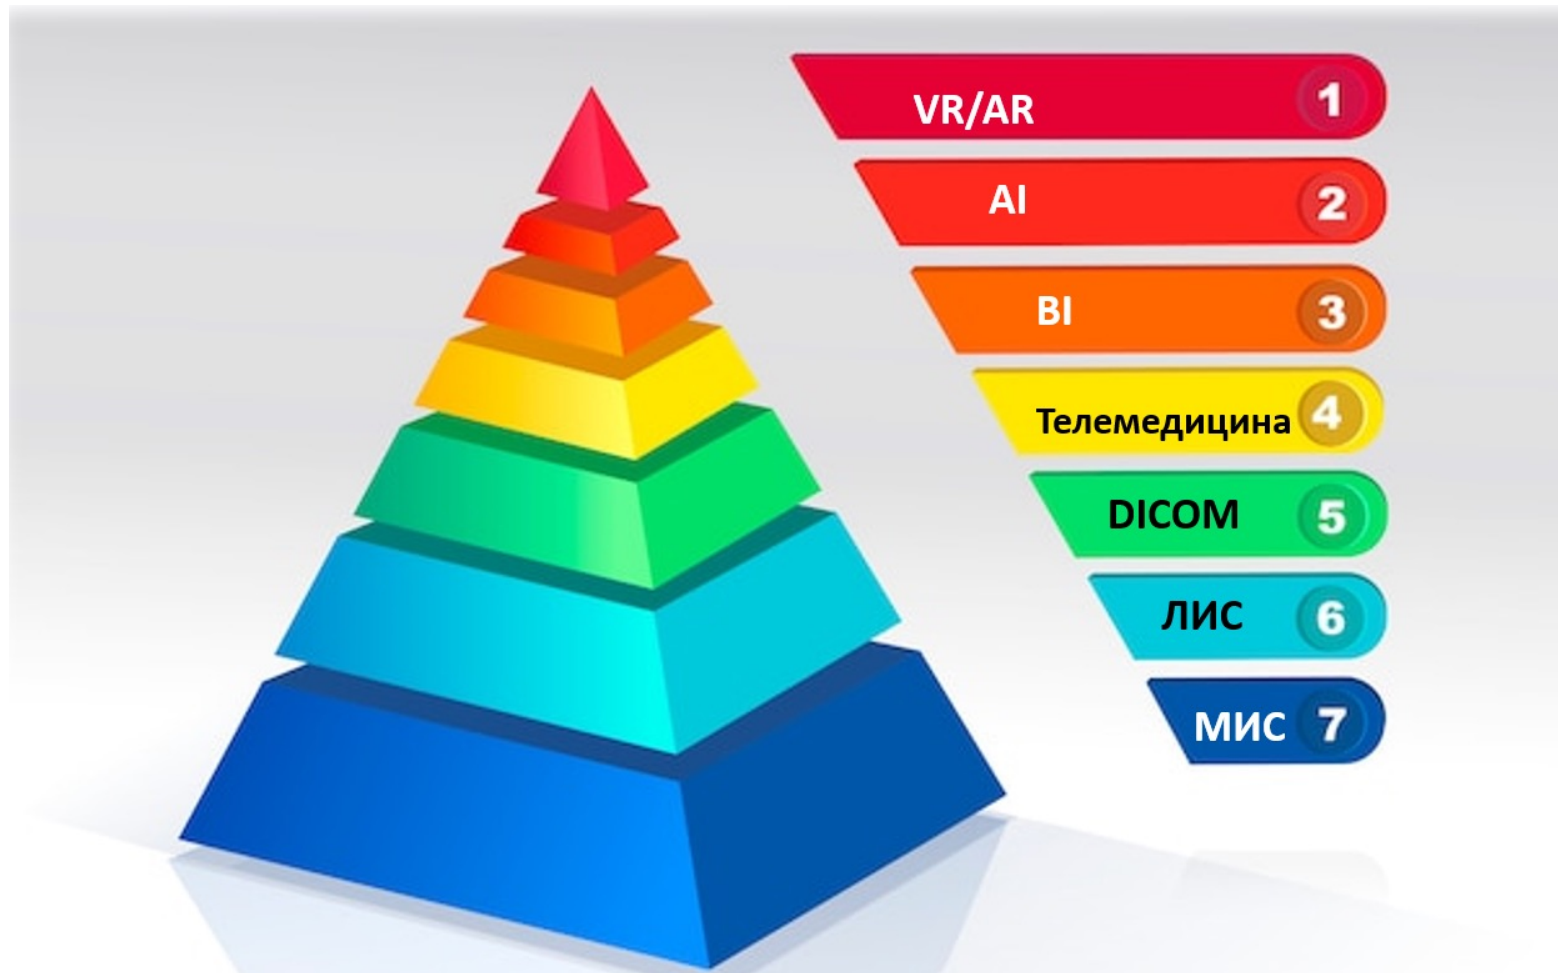 VR/AR 1
AI 2
BI 3
Телемедицина 4
DICOM 5
ЛИС 6
МИС 7